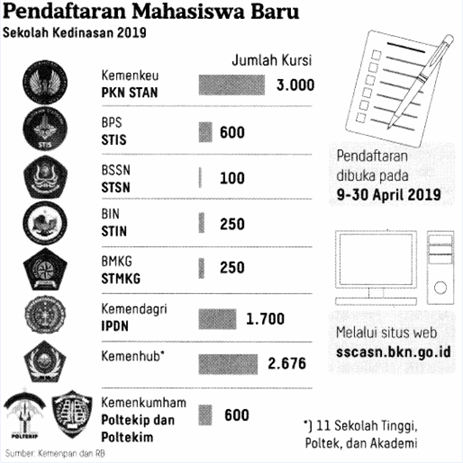 Pendaftaran Mahasiswa Baru
Sekolah Kedinasan 2019
Jumlah Kursi
Kemenkeu
PKN STAN
3.000
BPS
STIS
600
STIS
BSSN
STSN
100
BIN
STIN
250
BMKG
STMKG
250
Kemendagri
IPDN
1.700
Kemenhub*
2.676
Kemenkumham
Poltekip dan
Poltekim
600
POLTEKIP
Sumber: Kemenpan dan RB
Pendaftaran
dibuka pada
9-30 April 2019
Melalui situs web
sscasn.bkn.go.id
*) 11 Sekolah Tinggi,
Poltek, dan Akademi